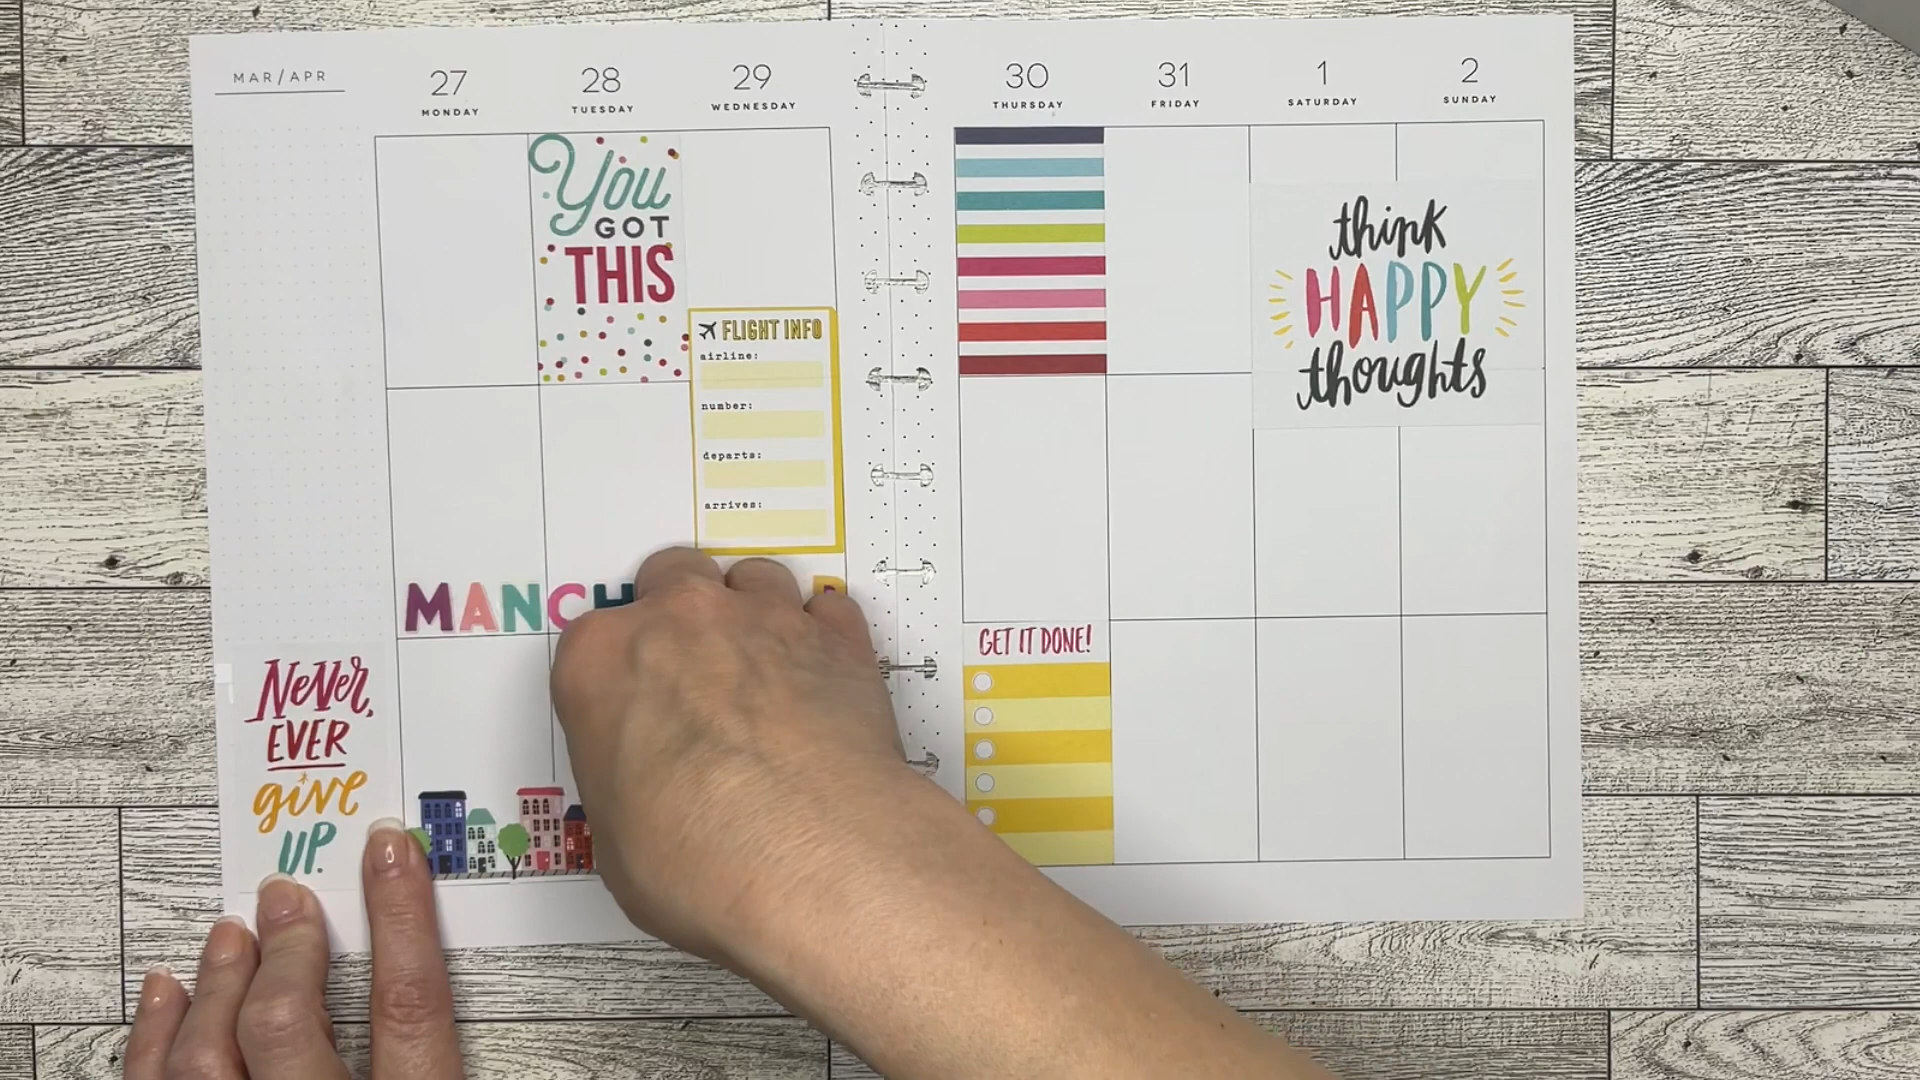 MAR/APR
27
MONDAY
28
TUESDAY
29
WEDNESDAY
30
THURSDAY
31
FRIDAY
1
SATURDAY
2
SUNDAY
You
GOT
THIS
FLIGHT INFO
airline:
number:
departs:
arrives:
think
HAPPY
thoughts
MANCH
GET IT DONE!
Never,
EVER
give
UP.